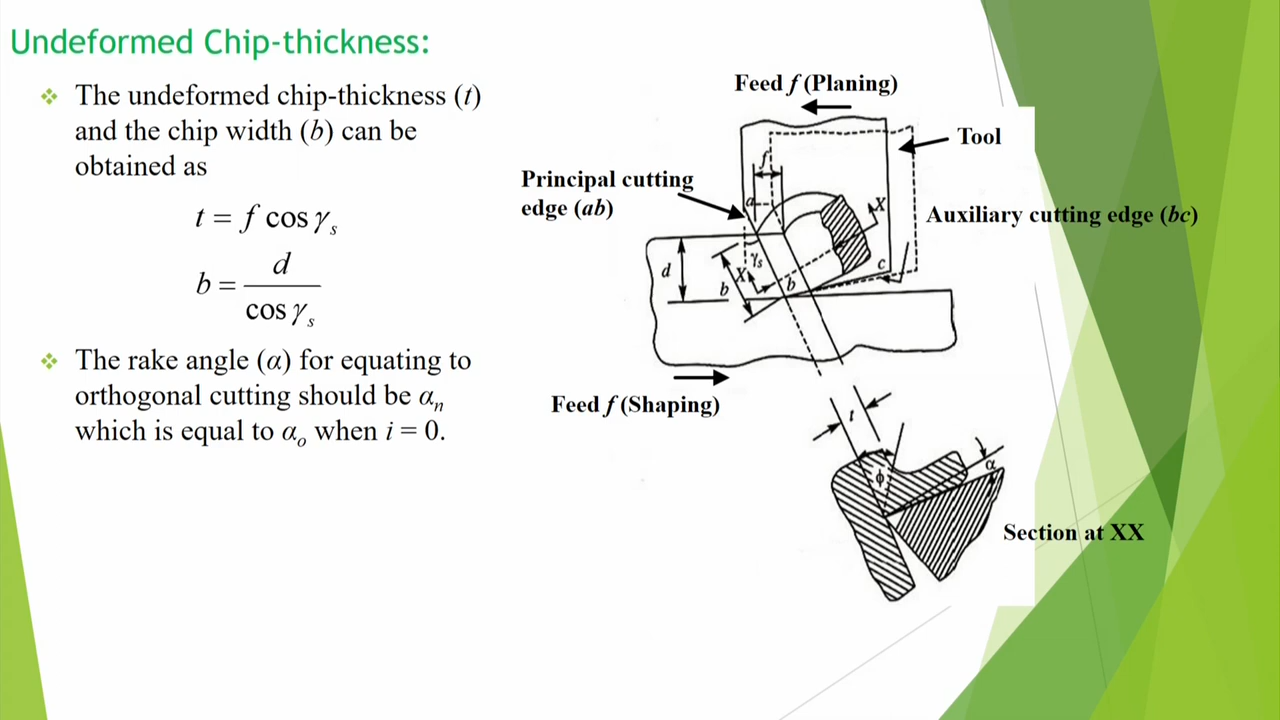 Undeformed Chip-thickness:
The undeformed chip-thickness (t)
and the chip width (b) can be
obtained as
t = f cos γs
b = d / cos γs
The rake angle (α) for equating to
orthogonal cutting should be αn
which is equal to αo when i = 0.
Feed f (Planing)
Tool
Principal cutting
edge (ab)
Auxiliary cutting edge (bc)
f
a
X
d
γs
c
X
b
b
Feed f (Shaping)
t
ϕ
α
Section at XX